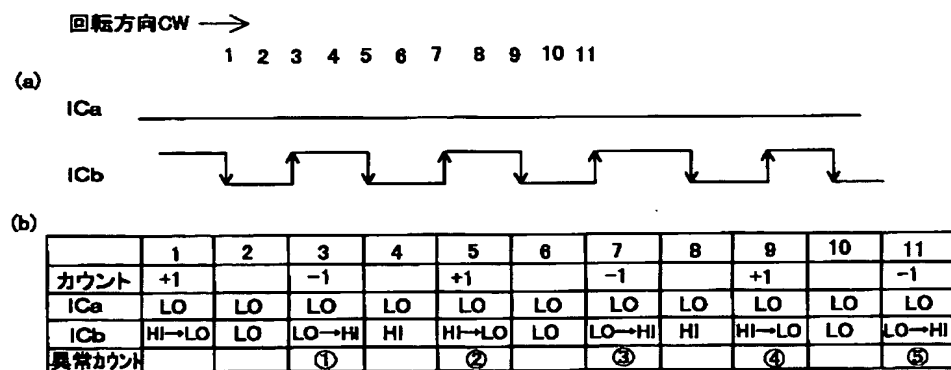 回転方向CW →
1 2 3 4 5 6 7 8 9 10 11
(a)
ICa
ICb
(b)
1 2 3 4 5 6 7 8 9 10 11
カウント +1 -1 +1 -1 +1 -1
ICa LO LO LO LO LO LO LO LO LO LO LO
ICb HI→LO LO LO→HI HI HI→LO LO LO→HI HI HI→LO LO LO→HI
異常カウント ① ② ③ ④ ⑤